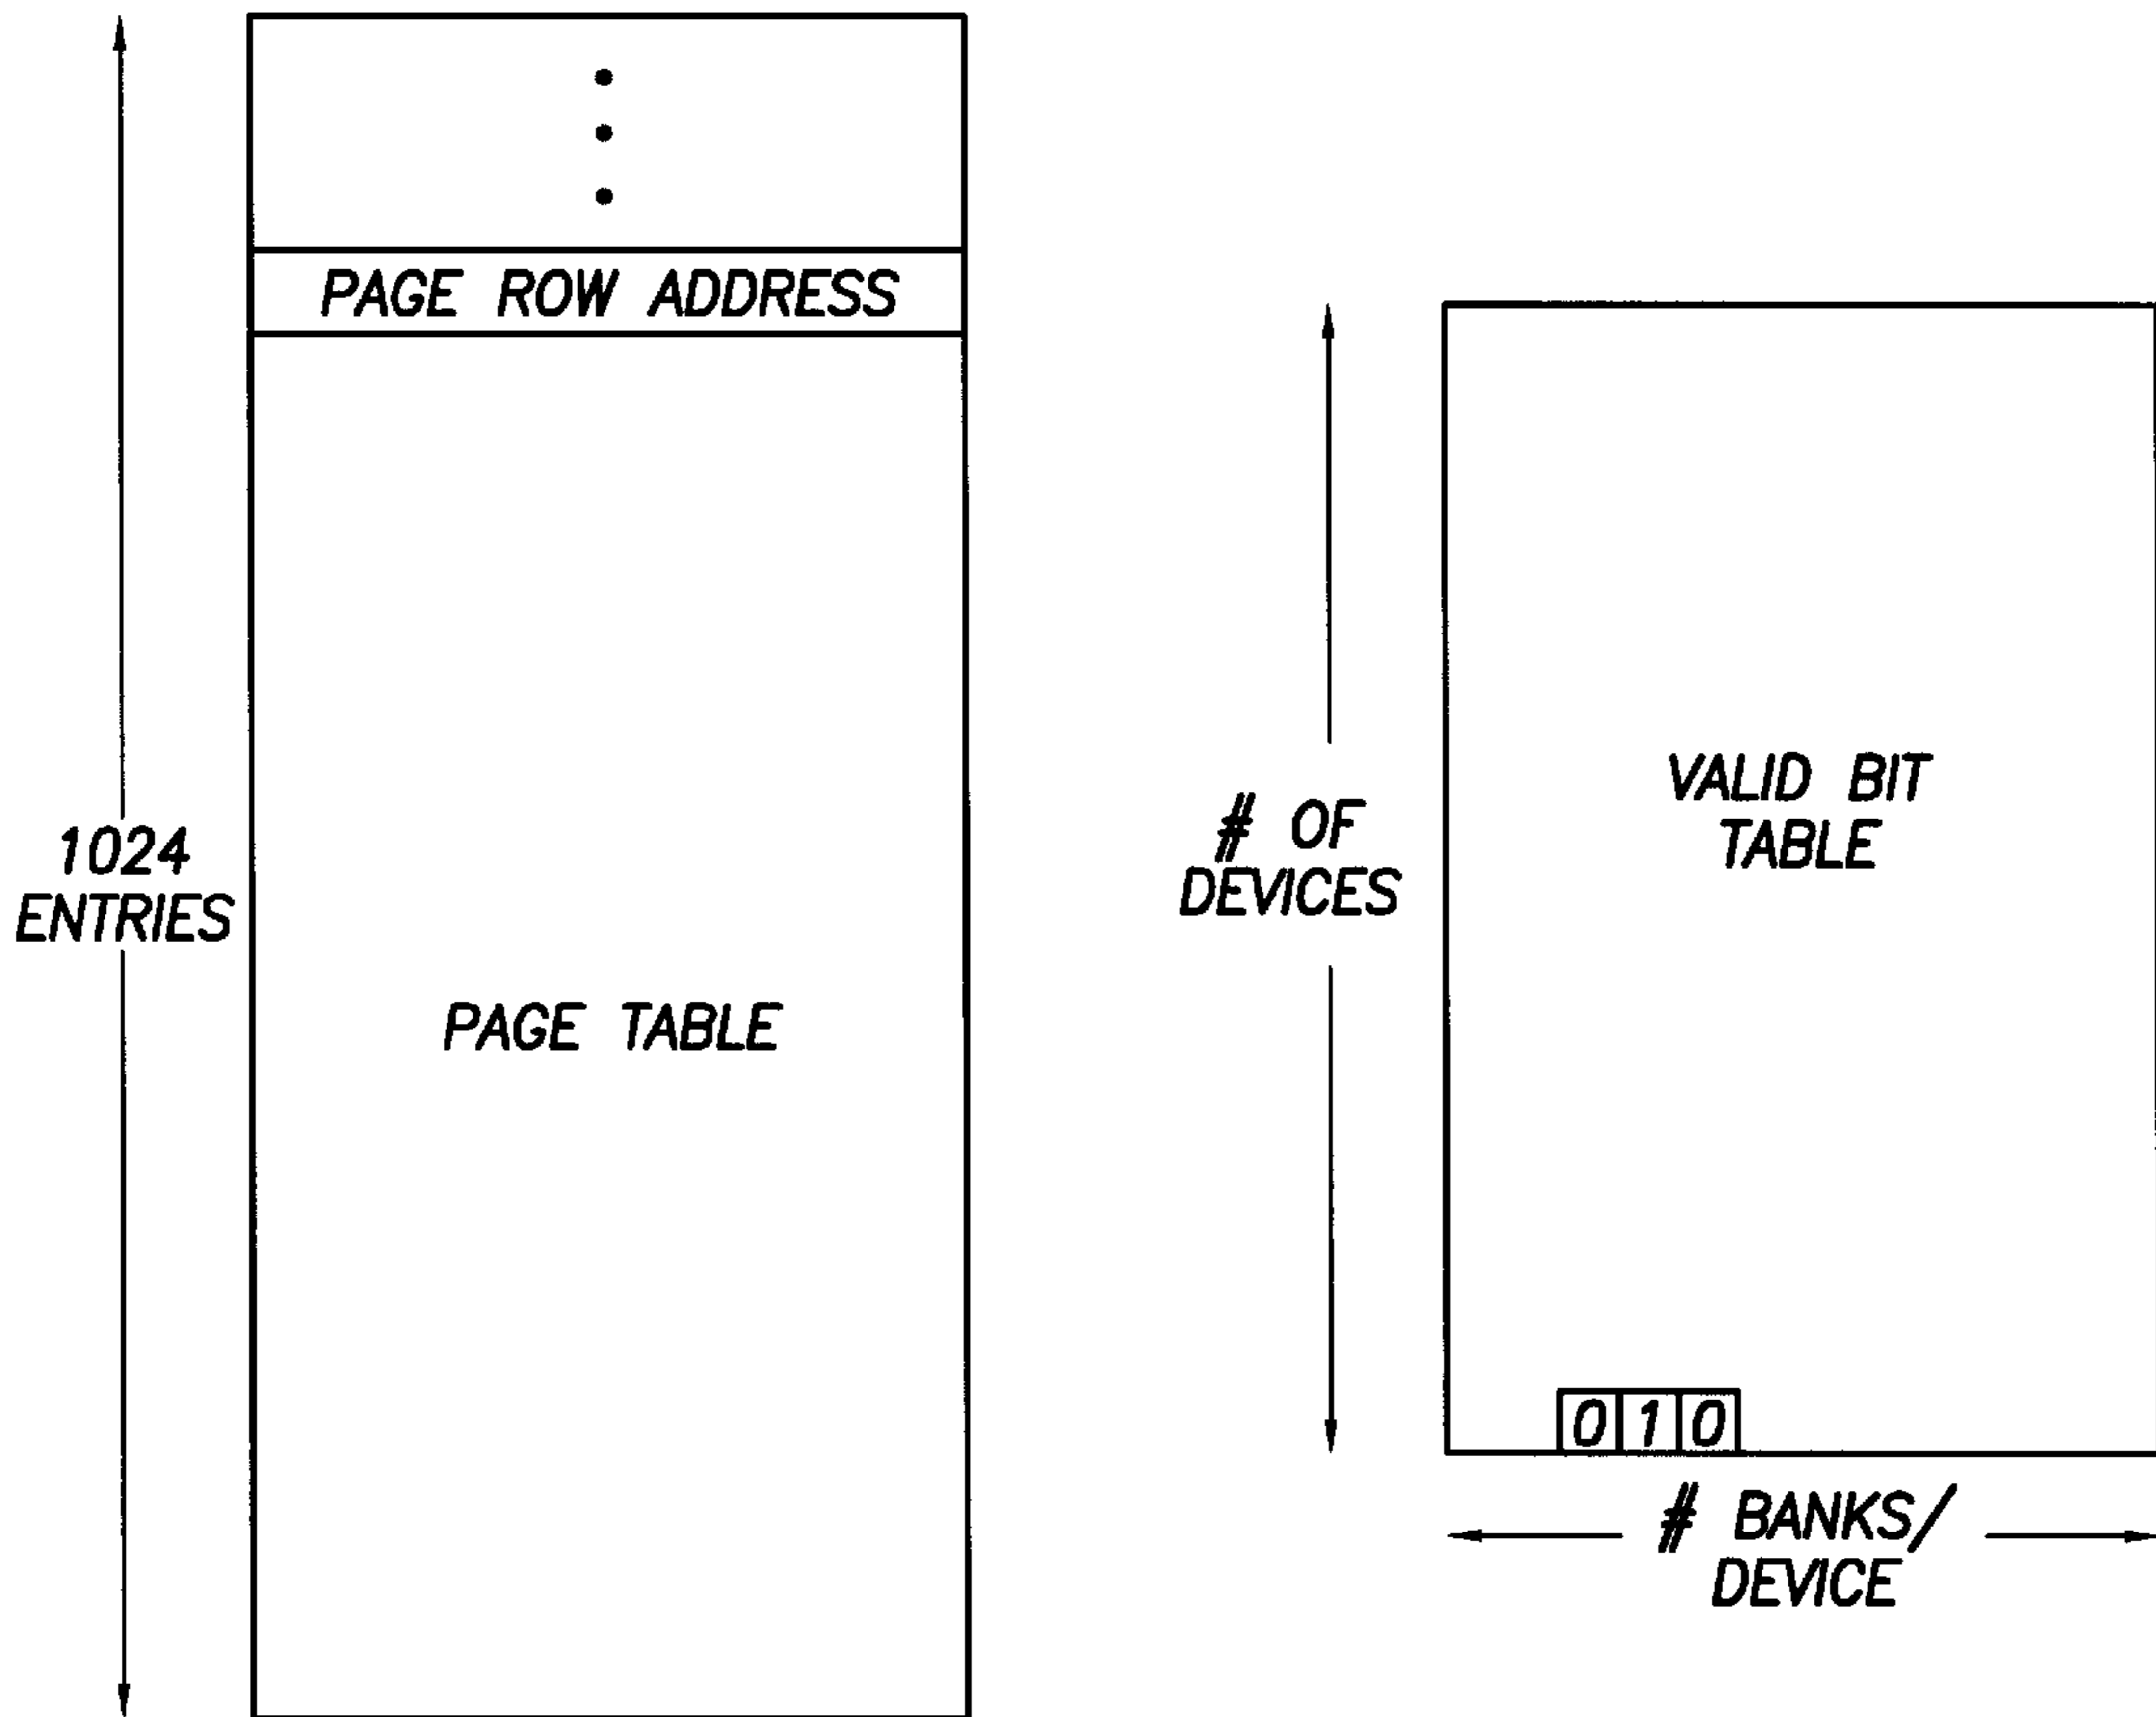 PAGE ROW ADDRESS
1024
ENTRIES
PAGE TABLE
# OF
DEVICES
VALID BIT
TABLE
0 1 0
# BANKS/
DEVICE